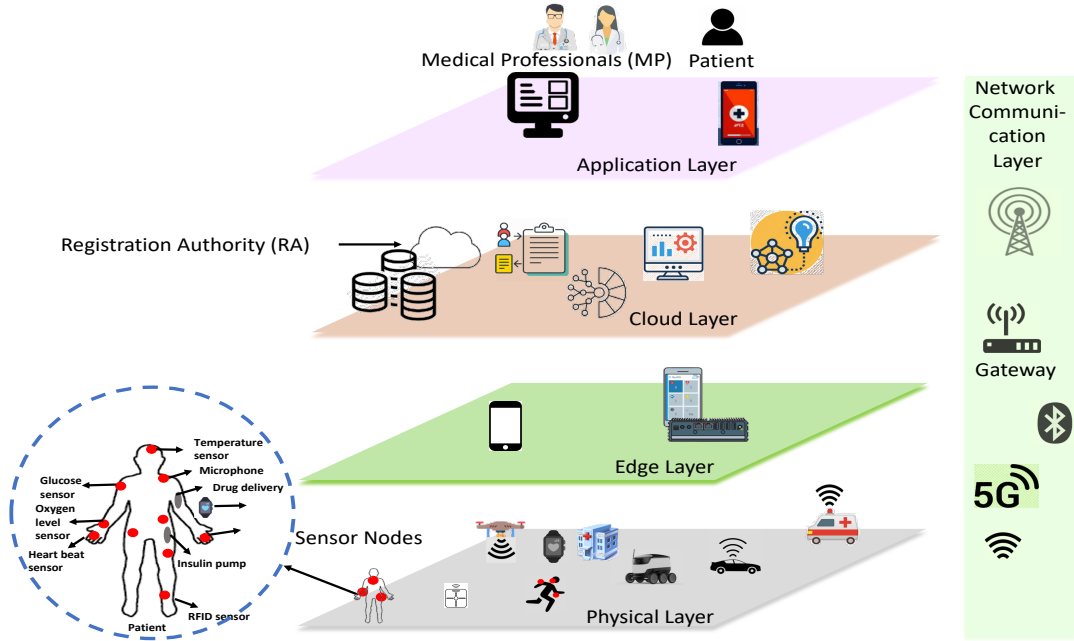 Medical Professionals (MP)
Patient
Application Layer
Network
Communi-
cation
Layer
Registration Authority (RA)
Cloud Layer
Gateway
Edge Layer
5G
Temperature
sensor
Microphone
Drug delivery
Glucose
sensor
Oxygen
level
sensor
Heart beat
sensor
Insulin pump
RFID sensor
Patient
Sensor Nodes
Physical Layer